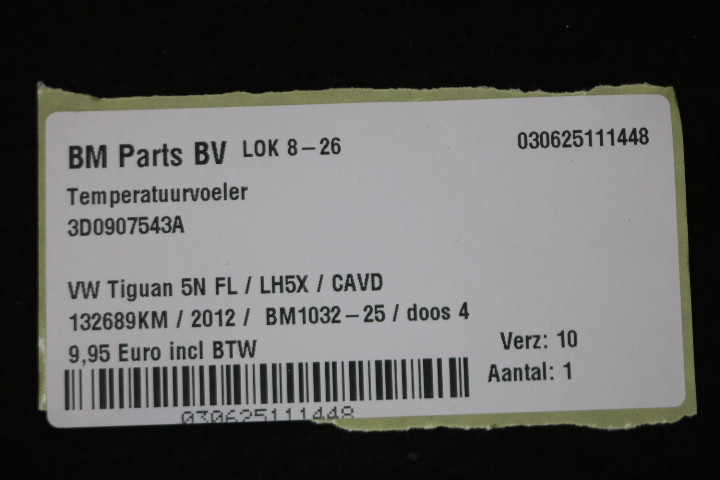 BM Parts BV LOK 8-26 030625111448
Temperatuurvoeler
3D0907543A
VW Tiguan 5N FL / LH5X / CAVD
132689KM / 2012 / BM1032-25 / doos 4
9,95 Euro incl BTW Verz: 10
Aantal: 1
030625111448